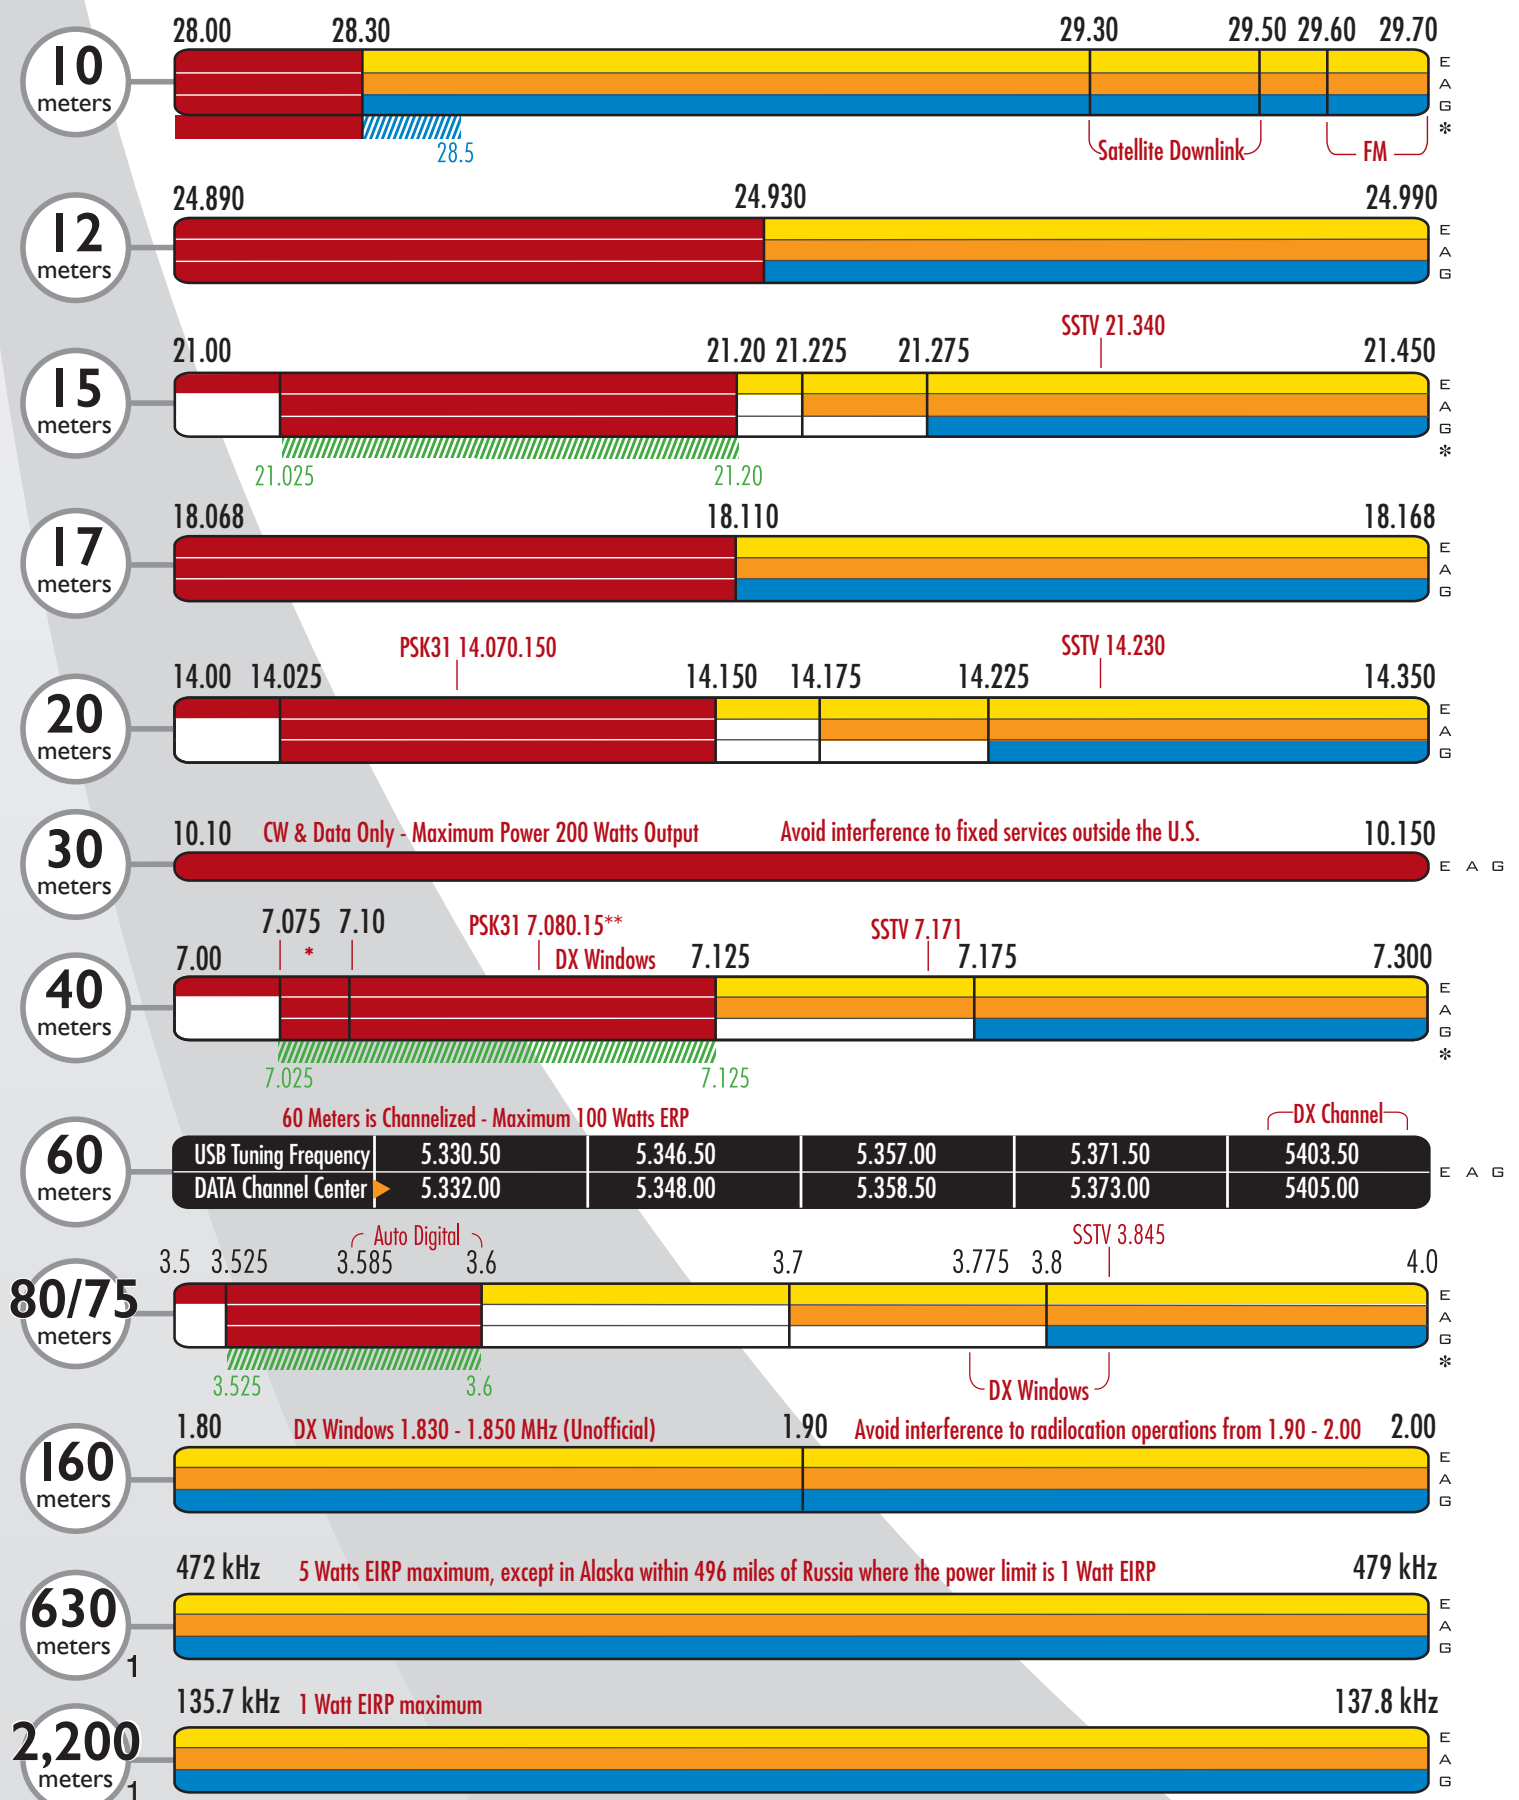 28.00 28.30 29.30 29.50 29.60 29.70
10
meters
E
A
G
*
28.5 Satellite Downlink FM
24.890 24.930 24.990
12
meters
E
A
G
SSTV 21.340
21.00 21.20 21.225 21.275 21.450
15
meters
E
A
G
*
21.025 21.20
18.068 18.110 18.168
17
meters
E
A
G
PSK31 14.070.150 SSTV 14.230
14.00 14.025 14.150 14.175 14.225 14.350
20
meters
E
A
G
10.10 CW & Data Only - Maximum Power 200 Watts Output Avoid interference to fixed services outside the U.S. 10.150
30
meters
E A G
7.075 7.10 PSK31 7.080.15** SSTV 7.171
7.00 * DX Windows 7.125 7.175 7.300
40
meters
E
A
G
*
7.025 7.125
60 Meters is Channelized - Maximum 100 Watts ERP DX Channel
60
meters
USB Tuning Frequency 5.330.50 5.346.50 5.357.00 5.371.50 5403.50
DATA Channel Center 5.332.00 5.348.00 5.358.50 5.373.00 5405.00
E A G
Auto Digital SSTV 3.845
3.5 3.525 3.585 3.6 3.7 3.775 3.8 4.0
80/75
meters
E
A
G
*
3.525 3.6 DX Windows
1.80 DX Windows 1.830 - 1.850 MHz (Unofficial) 1.90 Avoid interference to radilocation operations from 1.90 - 2.00 2.00
160
meters
E
A
G
472 kHz 5 Watts EIRP maximum, except in Alaska within 496 miles of Russia where the power limit is 1 Watt EIRP 479 kHz
630
meters
1
E
A
G
135.7 kHz 1 Watt EIRP maximum 137.8 kHz
2,200
meters
1
E
A
G